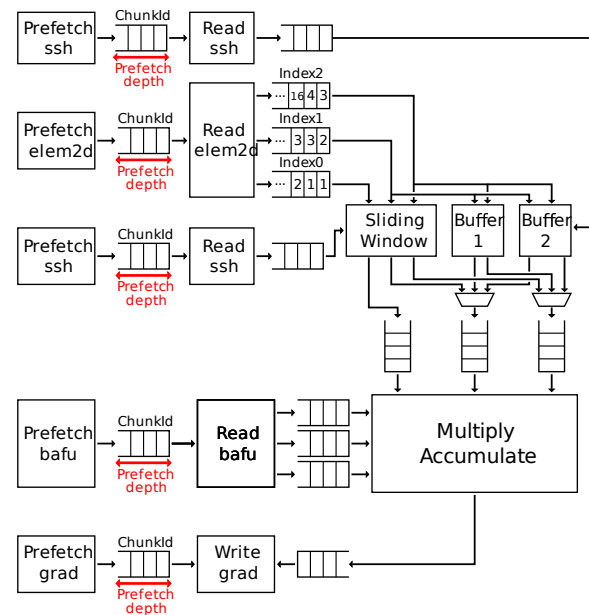 Prefetch
ssh
ChunkId
Prefetch
depth
Read
ssh
Prefetch
elem2d
ChunkId
Prefetch
depth
Read
elem2d
Index2
... 16 4 3
Index1
... 3 3 2
Index0
... 2 1 1
Prefetch
ssh
ChunkId
Prefetch
depth
Read
ssh
Sliding
Window
Buffer
1
Buffer
2
Prefetch
bafu
ChunkId
Prefetch
depth
Read
bafu
Multiply
Accumulate
Prefetch
grad
ChunkId
Prefetch
depth
Write
grad